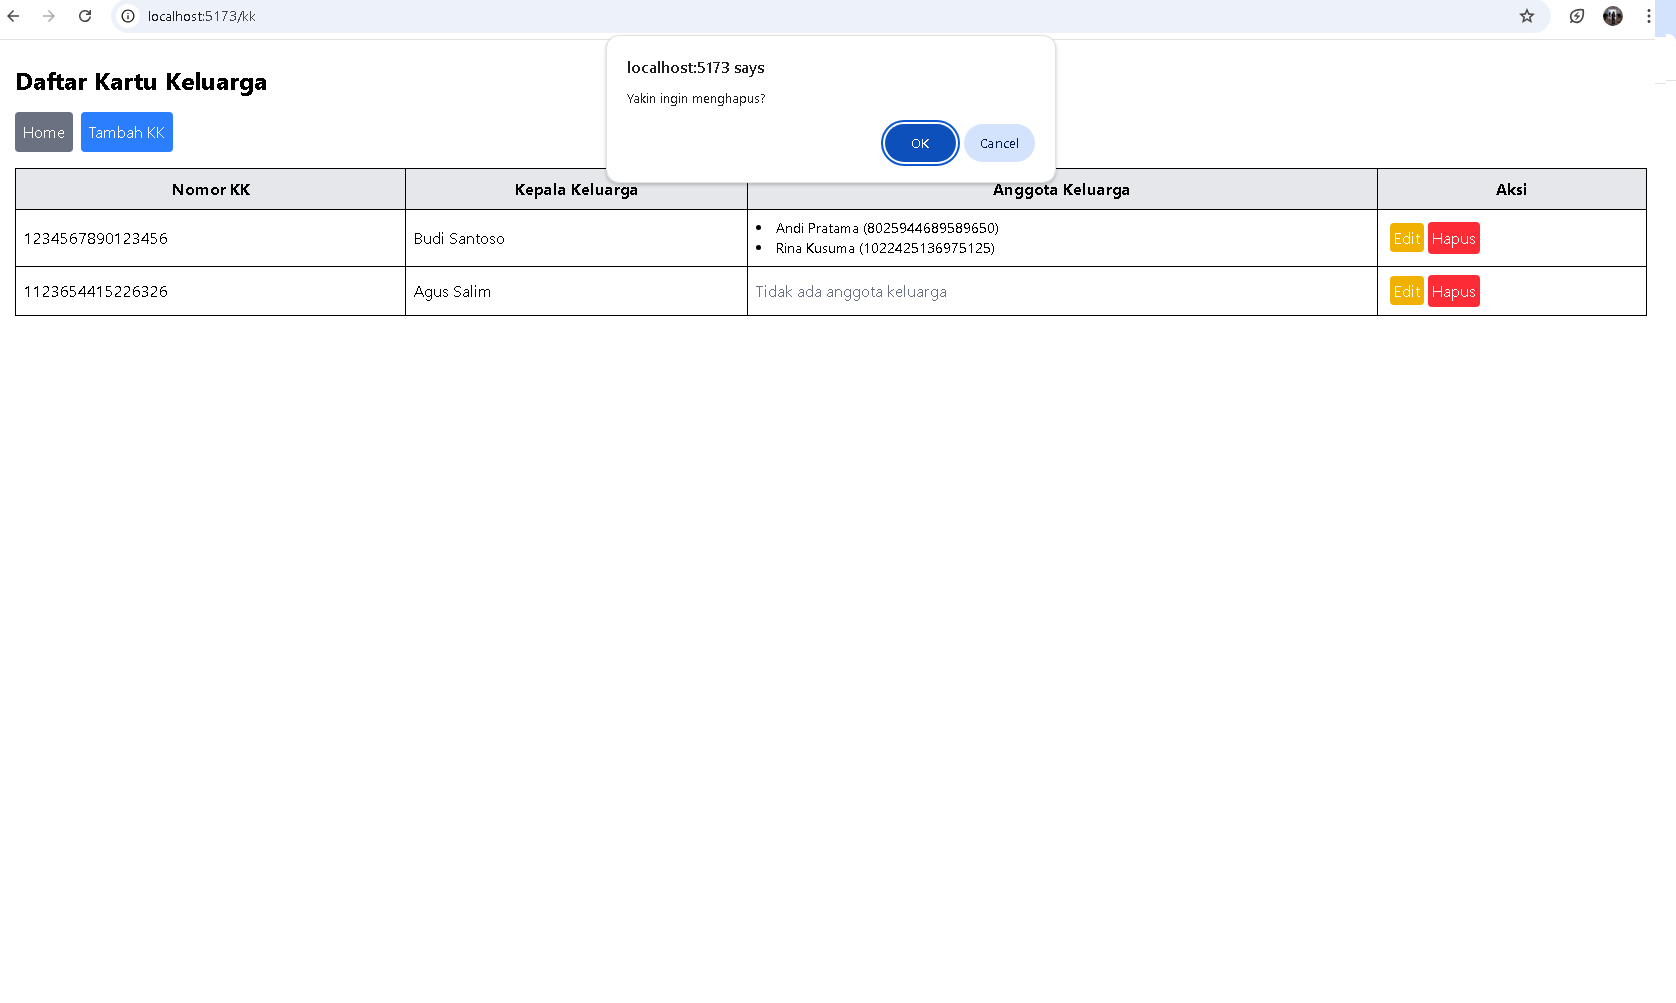 localhost:5173/kk
localhost:5173 says
Yakin ingin menghapus?
OK Cancel
Daftar Kartu Keluarga
Home Tambah KK
Nomor KK Kepala Keluarga Anggota Keluarga Aksi
1234567890123456 Budi Santoso • Andi Pratama (8025944689589650) Edit Hapus
• Rina Kusuma (1022425136975125)
1123654415226326 Agus Salim Tidak ada anggota keluarga Edit Hapus